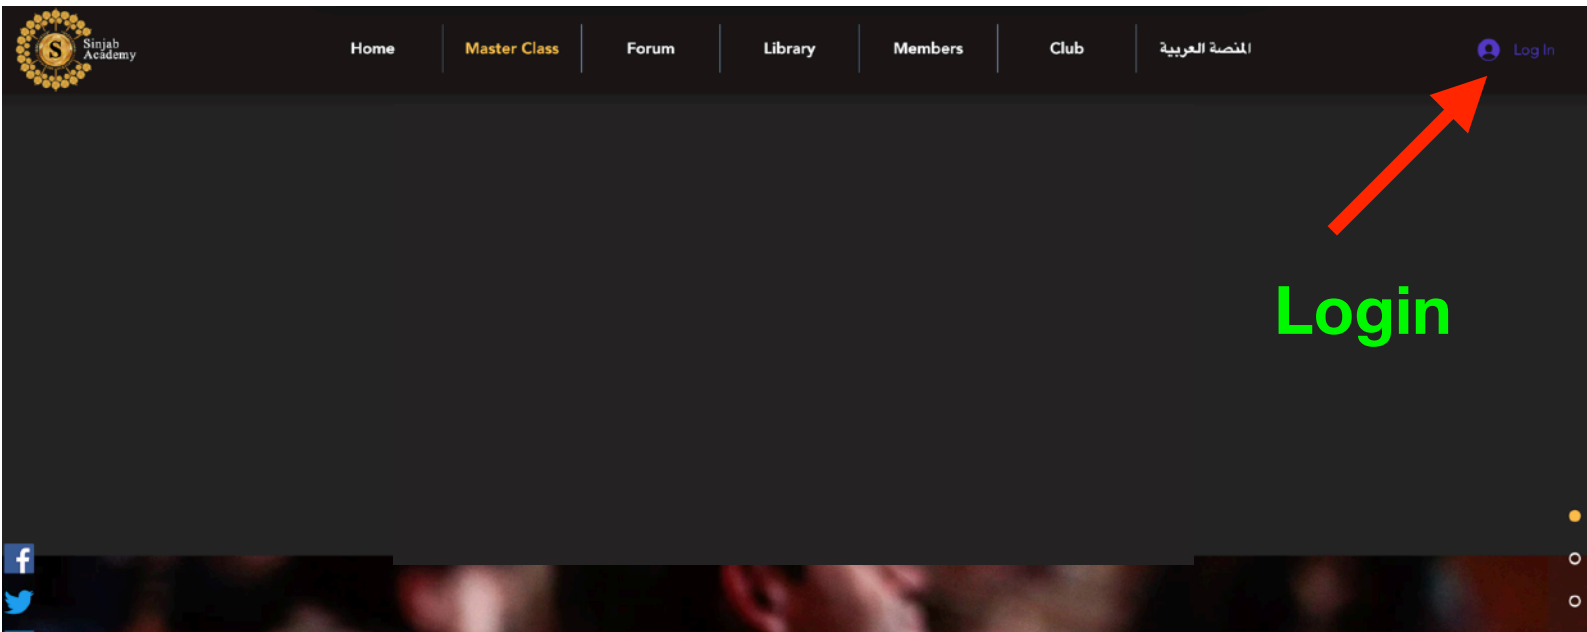 Sinjab
Academy
Home
Master Class
Forum
Library
Members
Club
المنصة العربية
Log In
Login